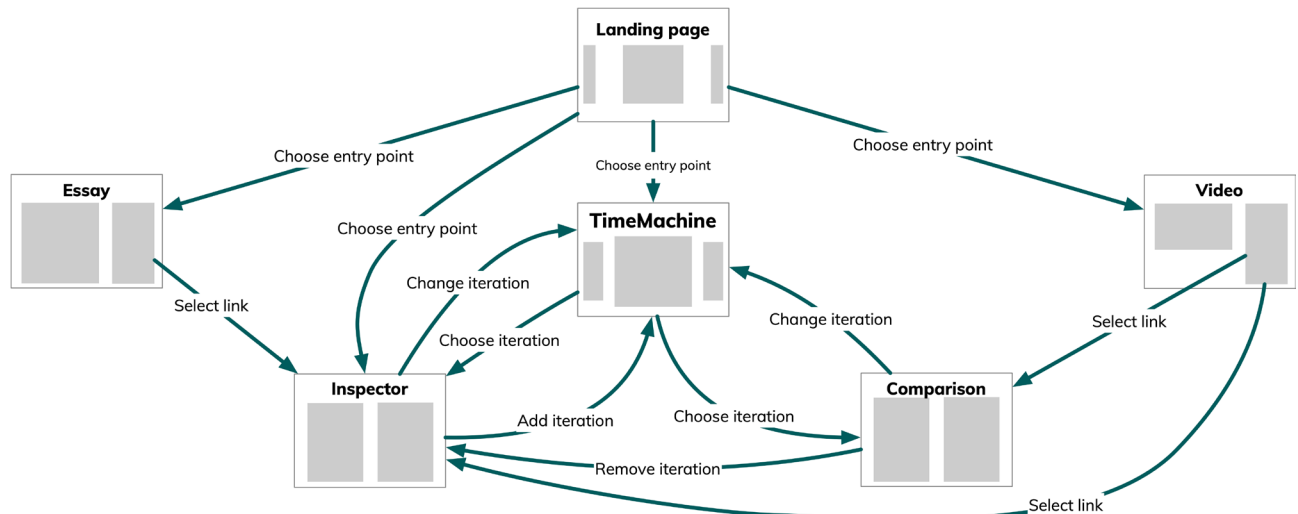 Landing page
Choose entry point
Choose entry point
Choose entry point
Essay
Video
TimeMachine
Choose entry point
Change iteration
Select link
Change iteration
Select link
Choose iteration
Inspector
Comparison
Add iteration
Choose iteration
Remove iteration
Select link